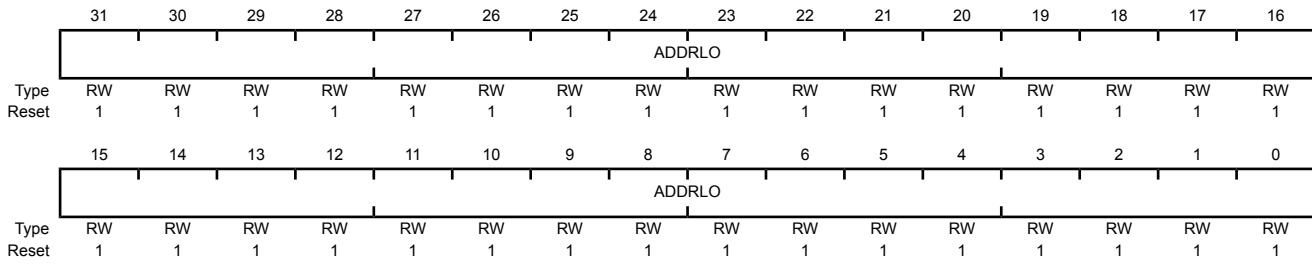 31 30 29 28 27 26 25 24 23 22 21 20 19 18 17 16
ADDRLO
Type RW RW RW RW RW RW RW RW RW RW RW RW RW RW RW RW
Reset 1 1 1 1 1 1 1 1 1 1 1 1 1 1 1 1
15 14 13 12 11 10 9 8 7 6 5 4 3 2 1 0
ADDRLO
Type RW RW RW RW RW RW RW RW RW RW RW RW RW RW RW RW
Reset 1 1 1 1 1 1 1 1 1 1 1 1 1 1 1 1